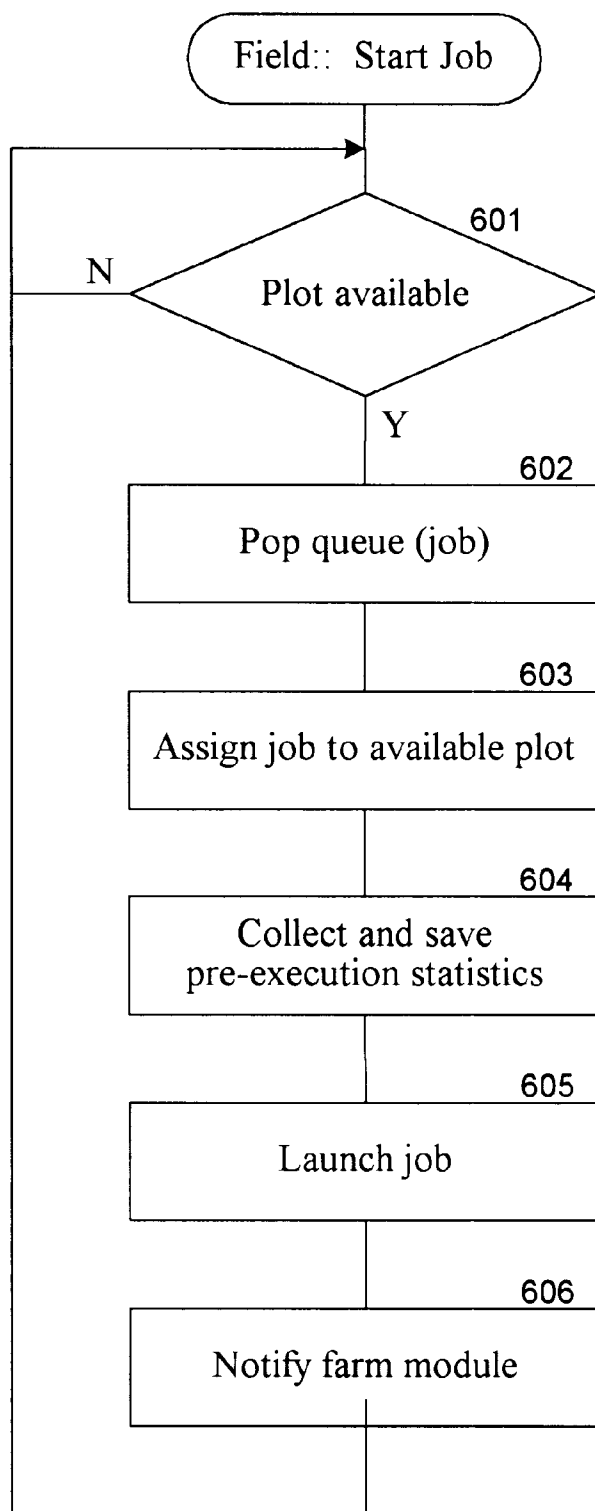 Field:: Start Job
601
Plot available
N
Y
602
Pop queue (job)
603
Assign job to available plot
604
Collect and save
pre-execution statistics
605
Launch job
606
Notify farm module